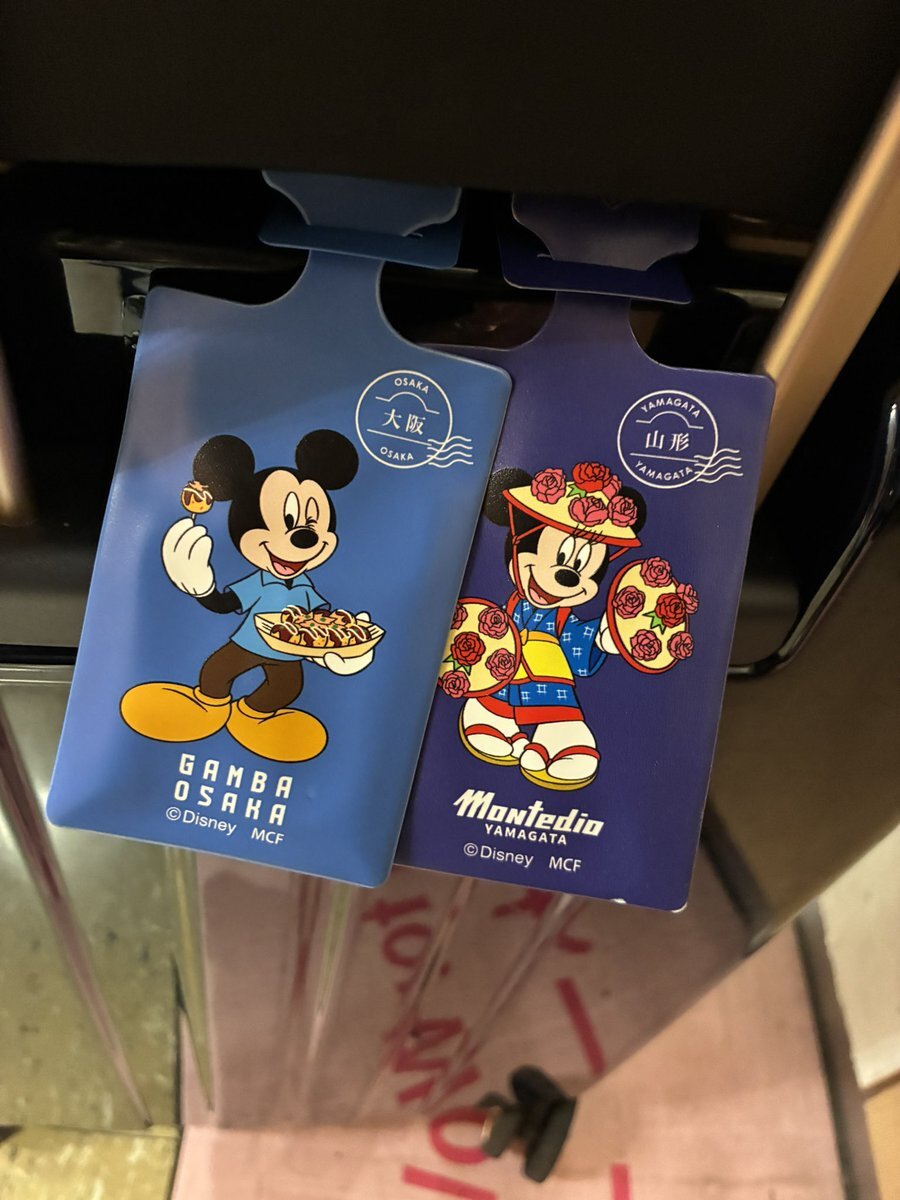 OSAKA
大阪
OSAKA
GAMBA
OSAKA
©Disney MCF
YAMAGATA
山形
YAMAGATA
Montedio
YAMAGATA
©Disney MCF